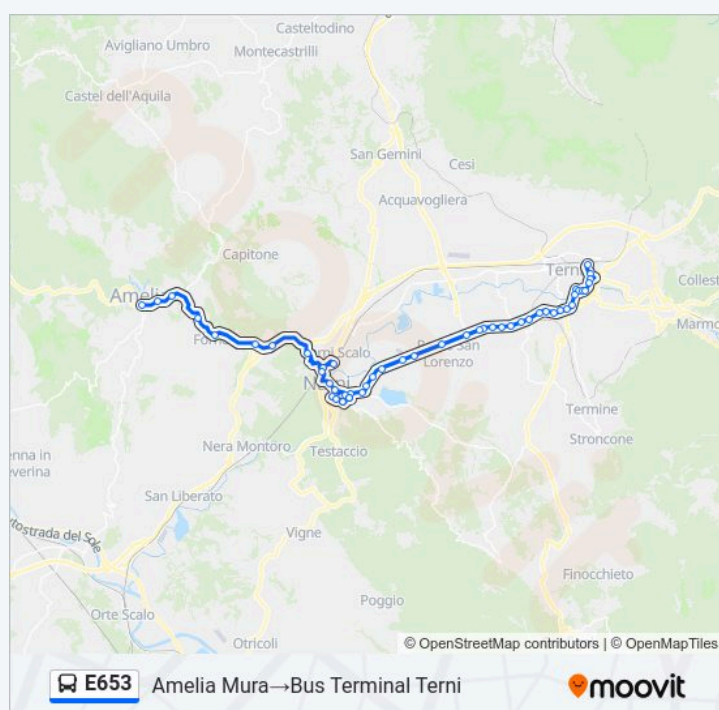 Casteltodino
Avigliano Umbro
Montecastrilli
Castel dell'Aquila
San Gemini
Cesi
Acquavogliera
Capitone
Terni
Collest
Amelia
Marmo
Narni Scalo
San
Lorenzo
Narni
Termine
Stroncone
enna in
everina
Nera Montoro
Testaccio
San Liberato
ortostrada del Sole
Vigne
Finocchieto
Poggio
Orte Scalo
Otricoli
© OpenStreetMap contributors | © OpenMapTiles
E653 Amelia Mura→Bus Terminal Terni
moovit